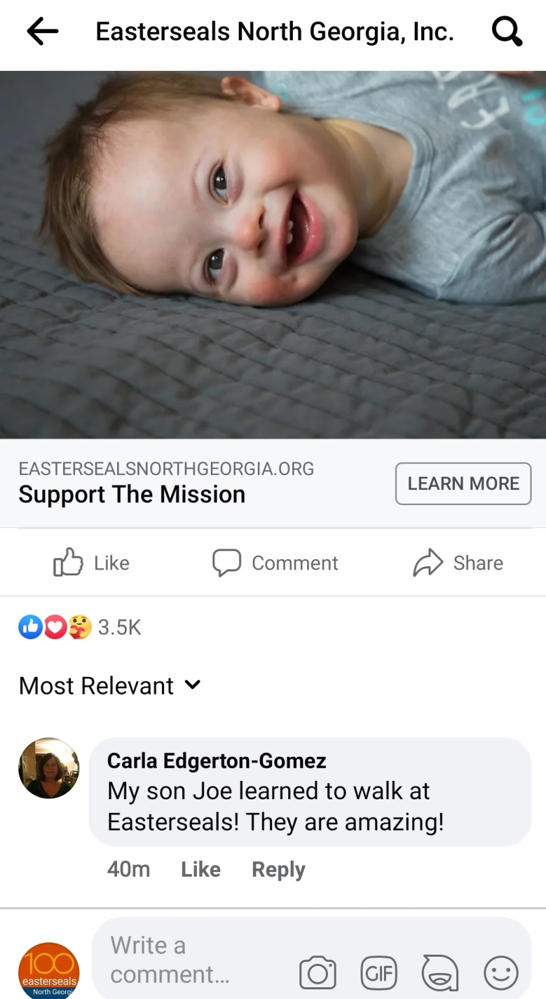 Easterseals North Georgia, Inc.
EASTERSEALSNORTHGEORGIA.ORG
Support The Mission
LEARN MORE
Like
Comment
Share
3.5K
Most Relevant
Carla Edgerton-Gomez
My son Joe learned to walk at
Easterseals! They are amazing!
40m Like Reply
Write a
comment...
GIF
100
easterseals
North Georgi